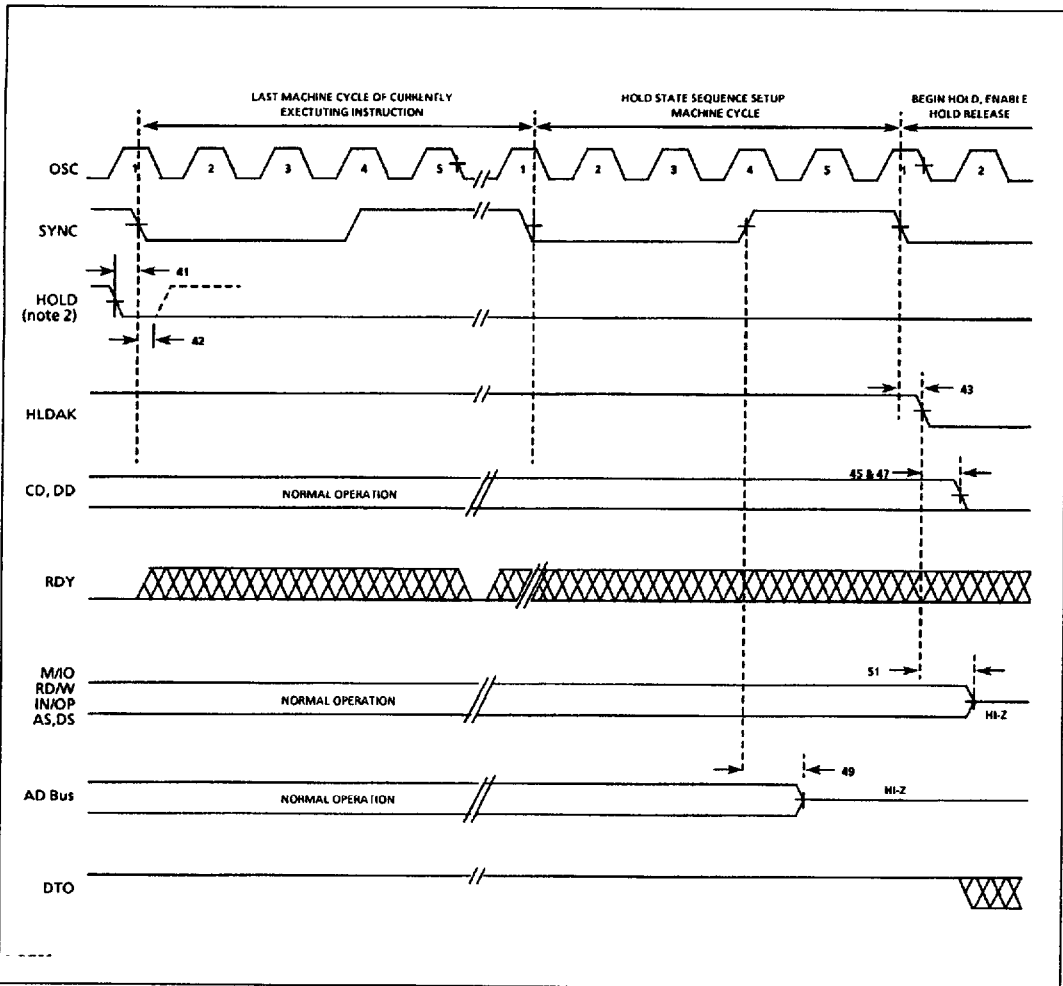 LAST MACHINE CYCLE OF CURRENTLY
EXECTUTING INSTRUCTION
HOLD STATE SEQUENCE SETUP
MACHINE CYCLE
BEGIN HOLD, ENABLE
HOLD RELEASE
OSC
1 2 3 4 5 1 2 3 4 5 1 2
SYNC
41
HOLD
(note 2)
42
HLDAK
43
CD, DD
NORMAL OPERATION
45 & 47
RDY
M/IO
RD/W
IN/OP
AS,DS
NORMAL OPERATION
51
HI-Z
AD Bus
NORMAL OPERATION
49
HI-Z
DTO